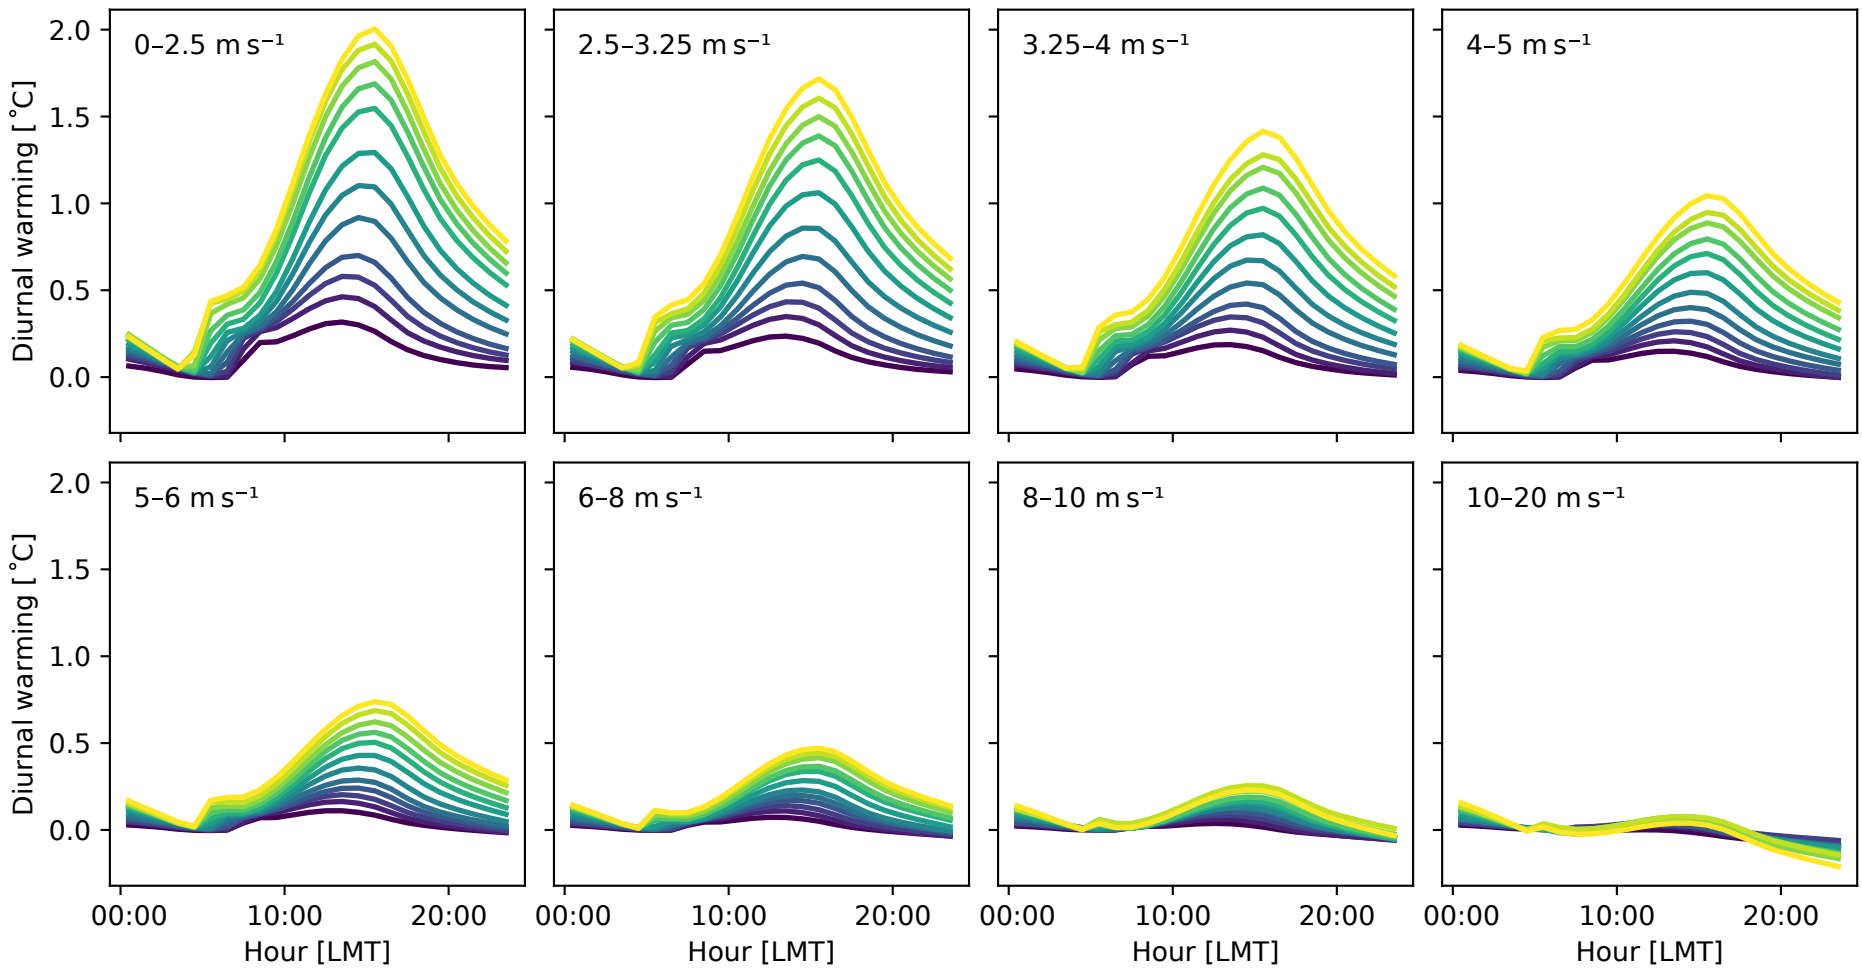 Diurnal warming [ ˚C]
2.0
1.5
1.0
0.5
0.0
0–2.5 m s⁻¹
2.5–3.25 m s⁻¹
3.25–4 m s⁻¹
4–5 m s⁻¹
Diurnal warming [ ˚C]
2.0
1.5
1.0
0.5
0.0
5–6 m s⁻¹
6–8 m s⁻¹
8–10 m s⁻¹
10–20 m s⁻¹
00:00 10:00 20:00
00:00 10:00 20:00
00:00 10:00 20:00
00:00 10:00 20:00
Hour [LMT]
Hour [LMT]
Hour [LMT]
Hour [LMT]